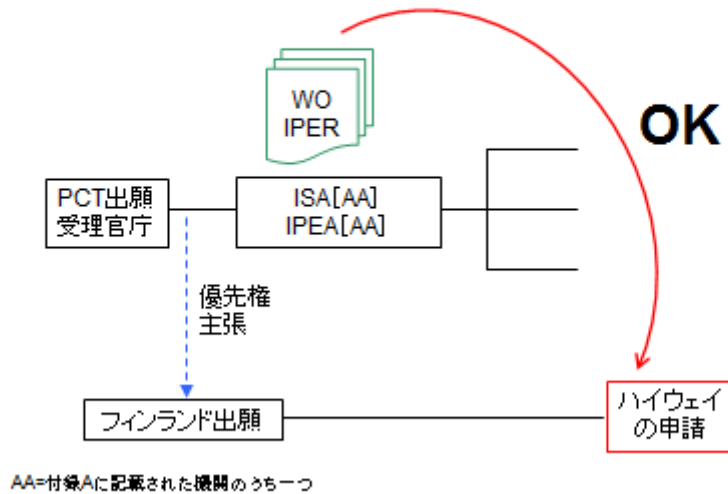 WO
IPER
OK
PCT出願
受理官庁
ISA[AA]
IPEA[AA]
優先権
主張
フィンランド出願
ハイウェイ
の申請
AA=付録Aに記載された機関のうち一つ